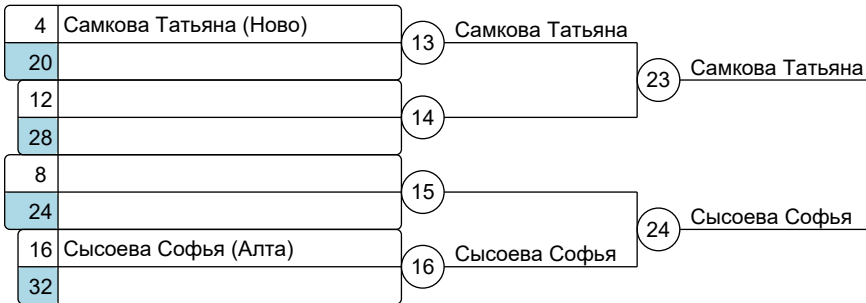 4 Самкова Татьяна (Ново)
20
13 Самкова Татьяна
12
28
14
23 Самкова Татьяна
8
24
15
16 Сысоева Софья (Алта)
32
16 Сысоева Софья
24 Сысоева Софья